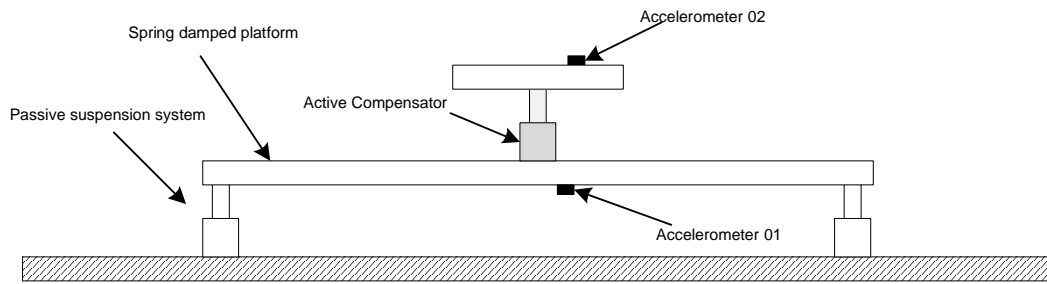 Accelerometer 02
Spring damped platform
Active Compensator
Passive suspension system
Accelerometer 01